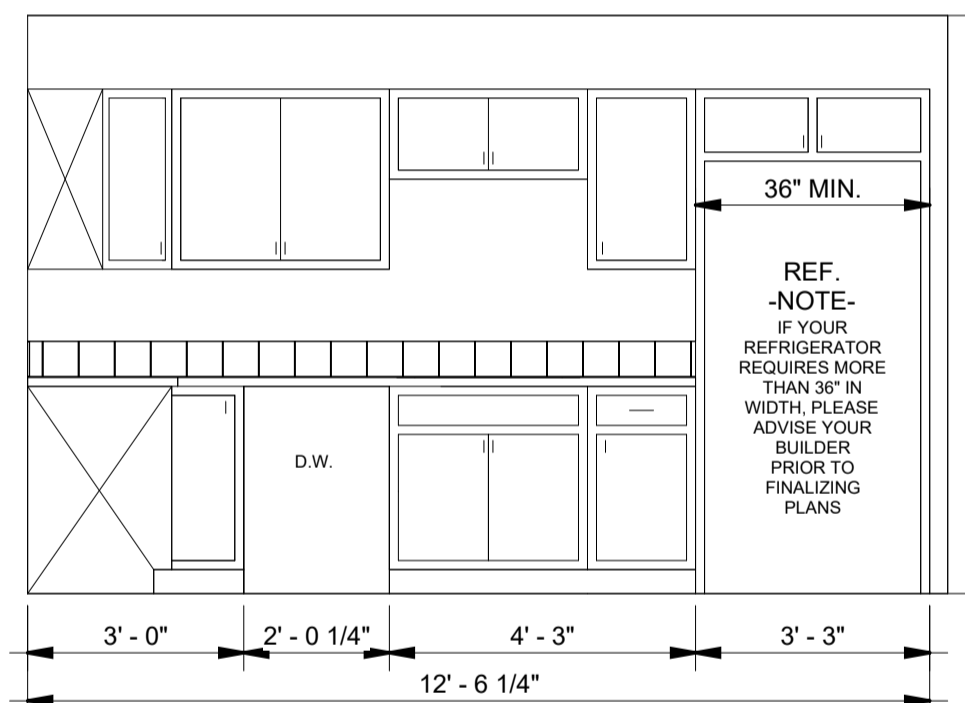 36" MIN.
REF.
-NOTE-
IF YOUR
REFRIGERATOR
REQUIRES MORE
THAN 36" IN
WIDTH, PLEASE
ADVISE YOUR
BUILDER
PRIOR TO
FINALIZING
PLANS
D.W.
3' - 0"
2' - 0 1/4"
4' - 3"
3' - 3"
12' - 6 1/4"